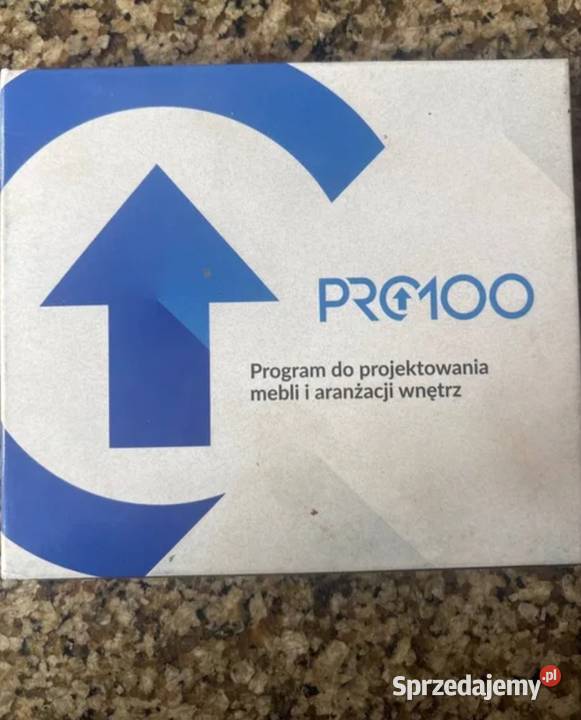 PRO100
Program do projektowania
mebli i aranżacji wnętrz
Sprzedajemy.pl